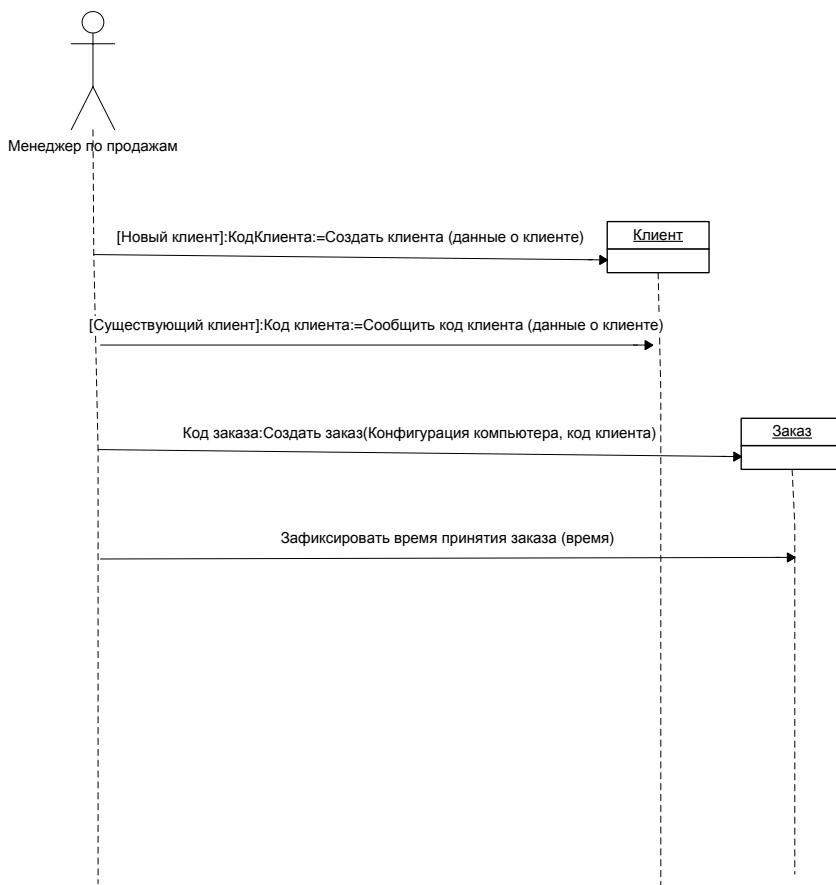 Менеджер по продажам
[Новый клиент]:КодКлиента:=Создать клиента (данные о клиенте)
Клиент
[Существующий клиент]:Код клиента:=Сообщить код клиента (данные о клиенте)
Код заказа:Создать заказ(Конфигурация компьютера, код клиента)
Заказ
Зафиксировать время принятия заказа (время)